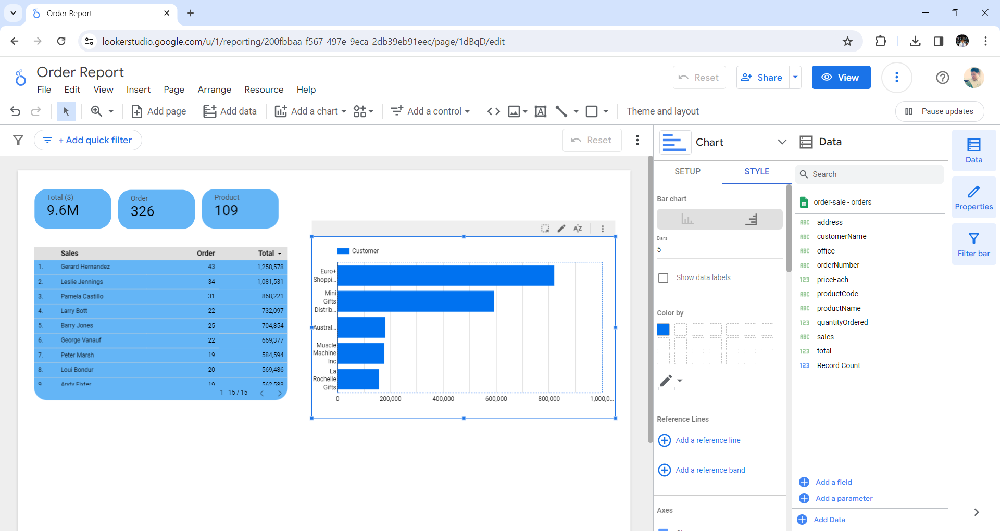 Order Report
lookerstudio.google.com/u/1/reporting/200fbbaa-f567-497e-9eca-2db39eb91eec/page/1dBqD/edit
Order Report
File Edit View Insert Page Arrange Resource Help
Reset
Share
View
Add page
Add data
Add a chart
Add a control
Theme and layout
Pause updates
+ Add quick filter
Reset
Total ($)
9.6M
Order
326
Product
109
Sales Order Total
1. Gerard Hernandez 43 1,258,578
2. Leslie Jennings 34 1,081,531
3. Pamela Castillo 31 868,221
4. Larry Bott 22 732,097
5. Barry Jones 25 704,854
6. George Vanauf 22 669,377
7. Peter Marsh 19 584,594
8. Loui Bondur 20 569,486
9. Andy Fixter 19 562,583
1 - 15 / 15
Customer
Euro+
Shoppi...
Mini
Gifts
Distrib...
Austral...
Muscle
Machine
Inc
La
Rochelle
Gifts
0 200,000 400,000 600,000 800,000 1,000,0...
Chart
SETUP STYLE
Bar chart
Bars
5
Show data labels
Color by
Reference Lines
Add a reference line
Add a reference band
Axes
Data
Search
order-sale - orders
ABC address
ABC customerName
ABC office
ABC orderNumber
123 priceEach
ABC productCode
ABC productName
123 quantityOrdered
ABC sales
123 total
123 Record Count
Add a field
Add a parameter
Add Data
Data
Properties
Filter bar